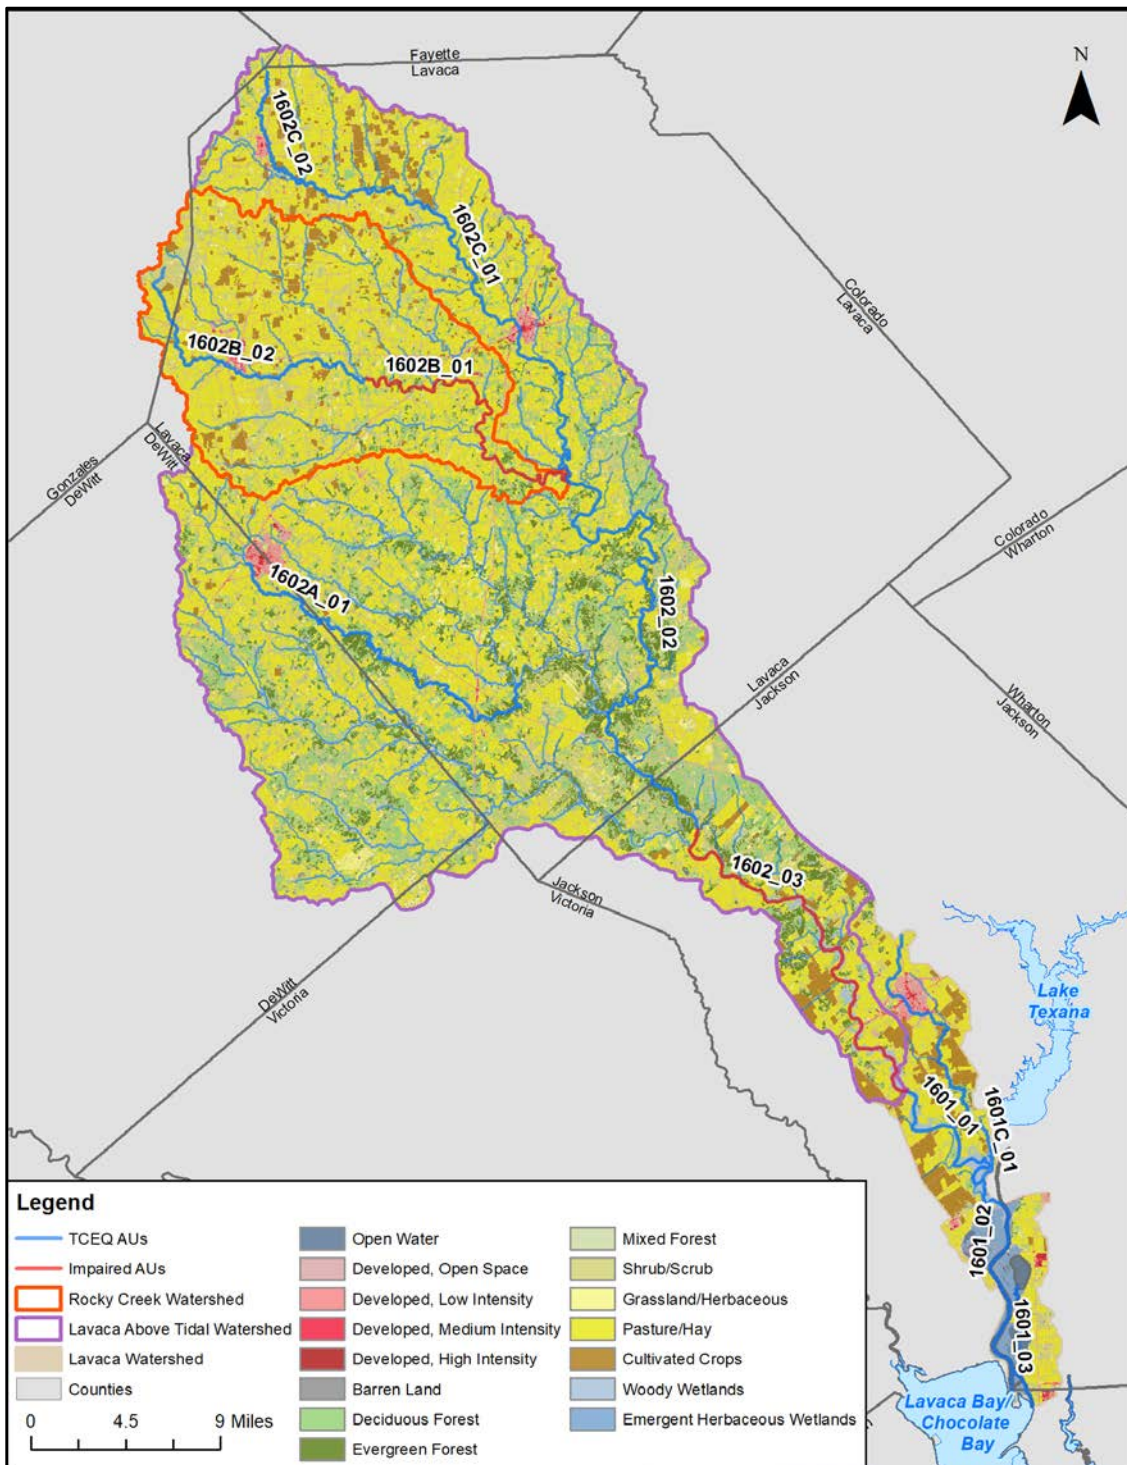 N
Fayette
Lavaca
1602C_02
1602C_01
Colorado
Lavaca
1602B_02
1602B_01
Gonzales
DeWitt
Lavaca
DeWitt
Colorado
Wharton
1602A_01
1602_02
Lavaca
Jackson
Wharton
Jackson
1602_03
Jackson
Victoria
DeWitt
Victoria
Lake
Texana
1601_01
1601C_01
1601_02
1601_03
Lavaca Bay/
Chocolate
Bay
Legend
TCEQ AUs
Impaired AUs
Rocky Creek Watershed
Lavaca Above Tidal Watershed
Lavaca Watershed
Counties
0 4.5 9 Miles
Open Water
Developed, Open Space
Developed, Low Intensity
Developed, Medium Intensity
Developed, High Intensity
Barren Land
Deciduous Forest
Evergreen Forest
Mixed Forest
Shrub/Scrub
Grassland/Herbaceous
Pasture/Hay
Cultivated Crops
Woody Wetlands
Emergent Herbaceous Wetlands